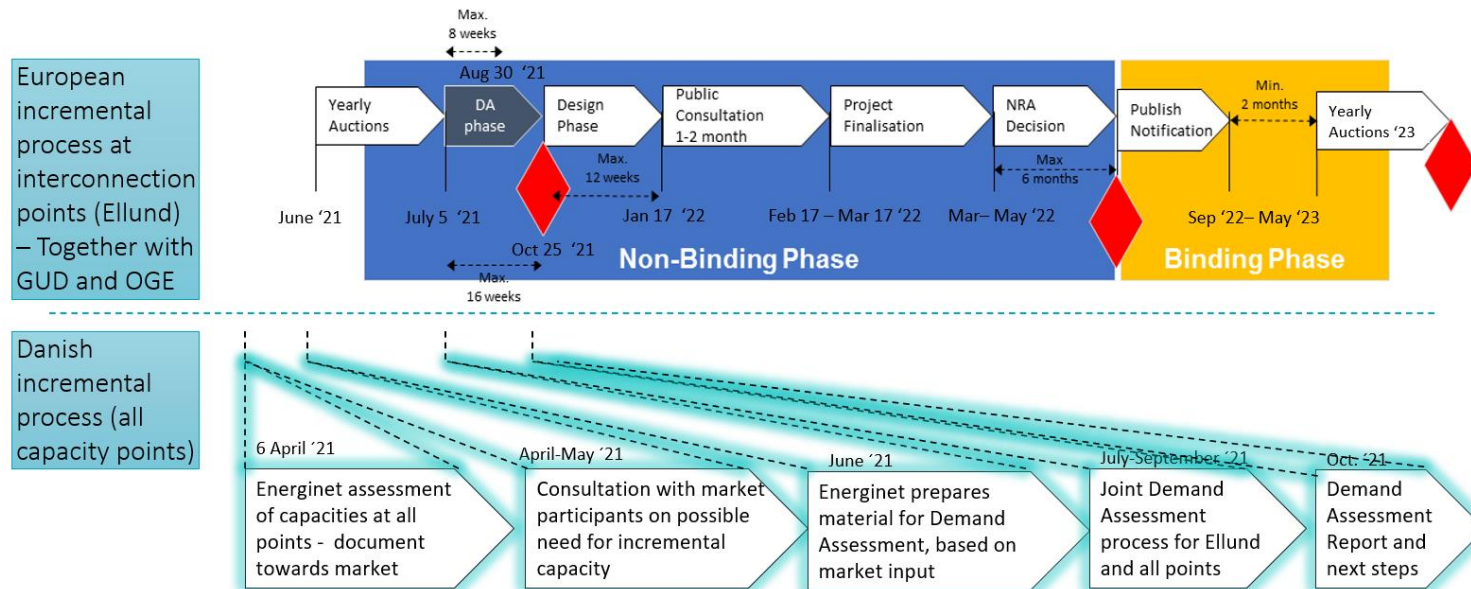 Max.
8 weeks
European
incremental
process at
interconnection
points (Ellund)
– Together with
GUD and OGE
Aug 30 '21
Yearly
Auctions
DA
phase
Design
Phase
Public
Consultation
1-2 month
Project
Finalisation
NRA
Decision
Publish
Notification
Min.
2 months
Yearly
Auctions '23
Max.
12 weeks
Max
6 months
June '21
July 5 '21
Jan 17 '22
Feb 17 – Mar 17 '22
Mar– May '22
Sep '22– May '23
Oct 25 '21
Non-Binding Phase
Binding Phase
Max.
16 weeks
Danish
incremental
process (all
capacity points)
6 April ´21
Energinet assessment
of capacities at all
points - document
towards market
April-May ´21
Consultation with market
participants on possible
need for incremental
capacity
June ´21
Energinet prepares
material for Demand
Assessment, based on
market input
July-September ´21
Joint Demand
Assessment
process for Ellund
and all points
Oct. ´21
Demand
Assessment
Report and
next steps